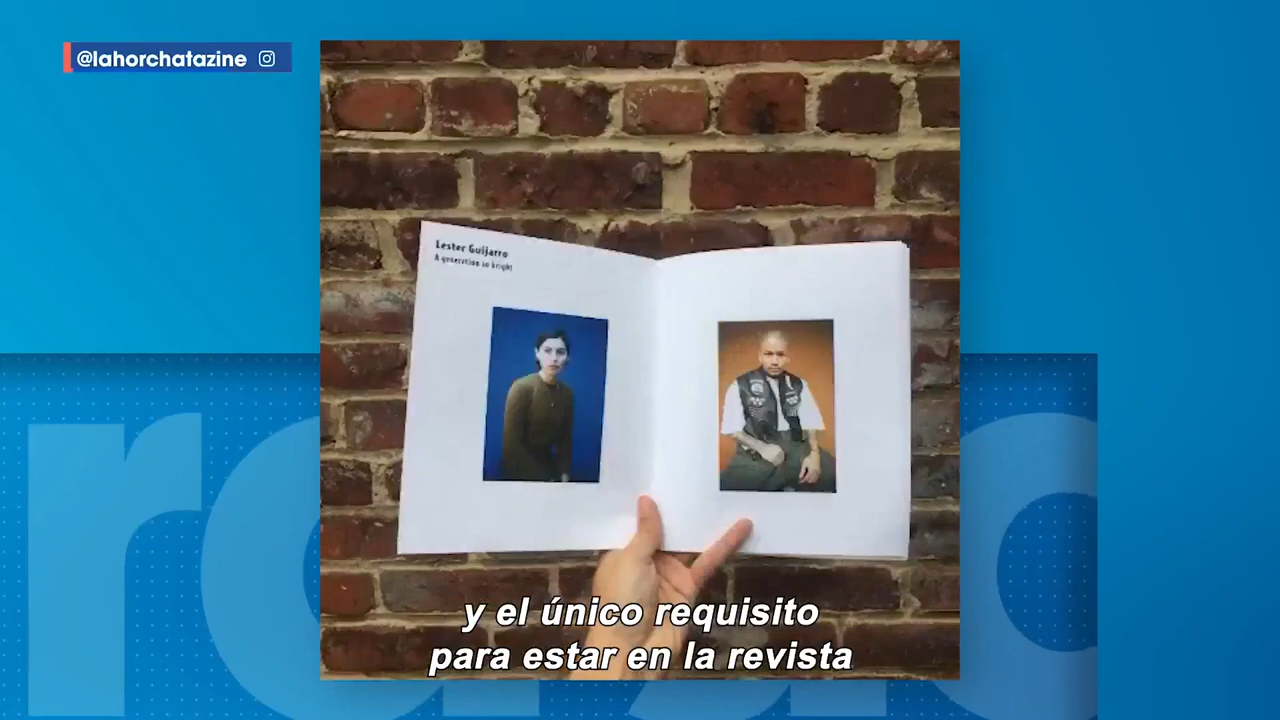 @lahorchatazine
Lester Guijarro
A generation so bright
y el único requisito
para estar en la revista